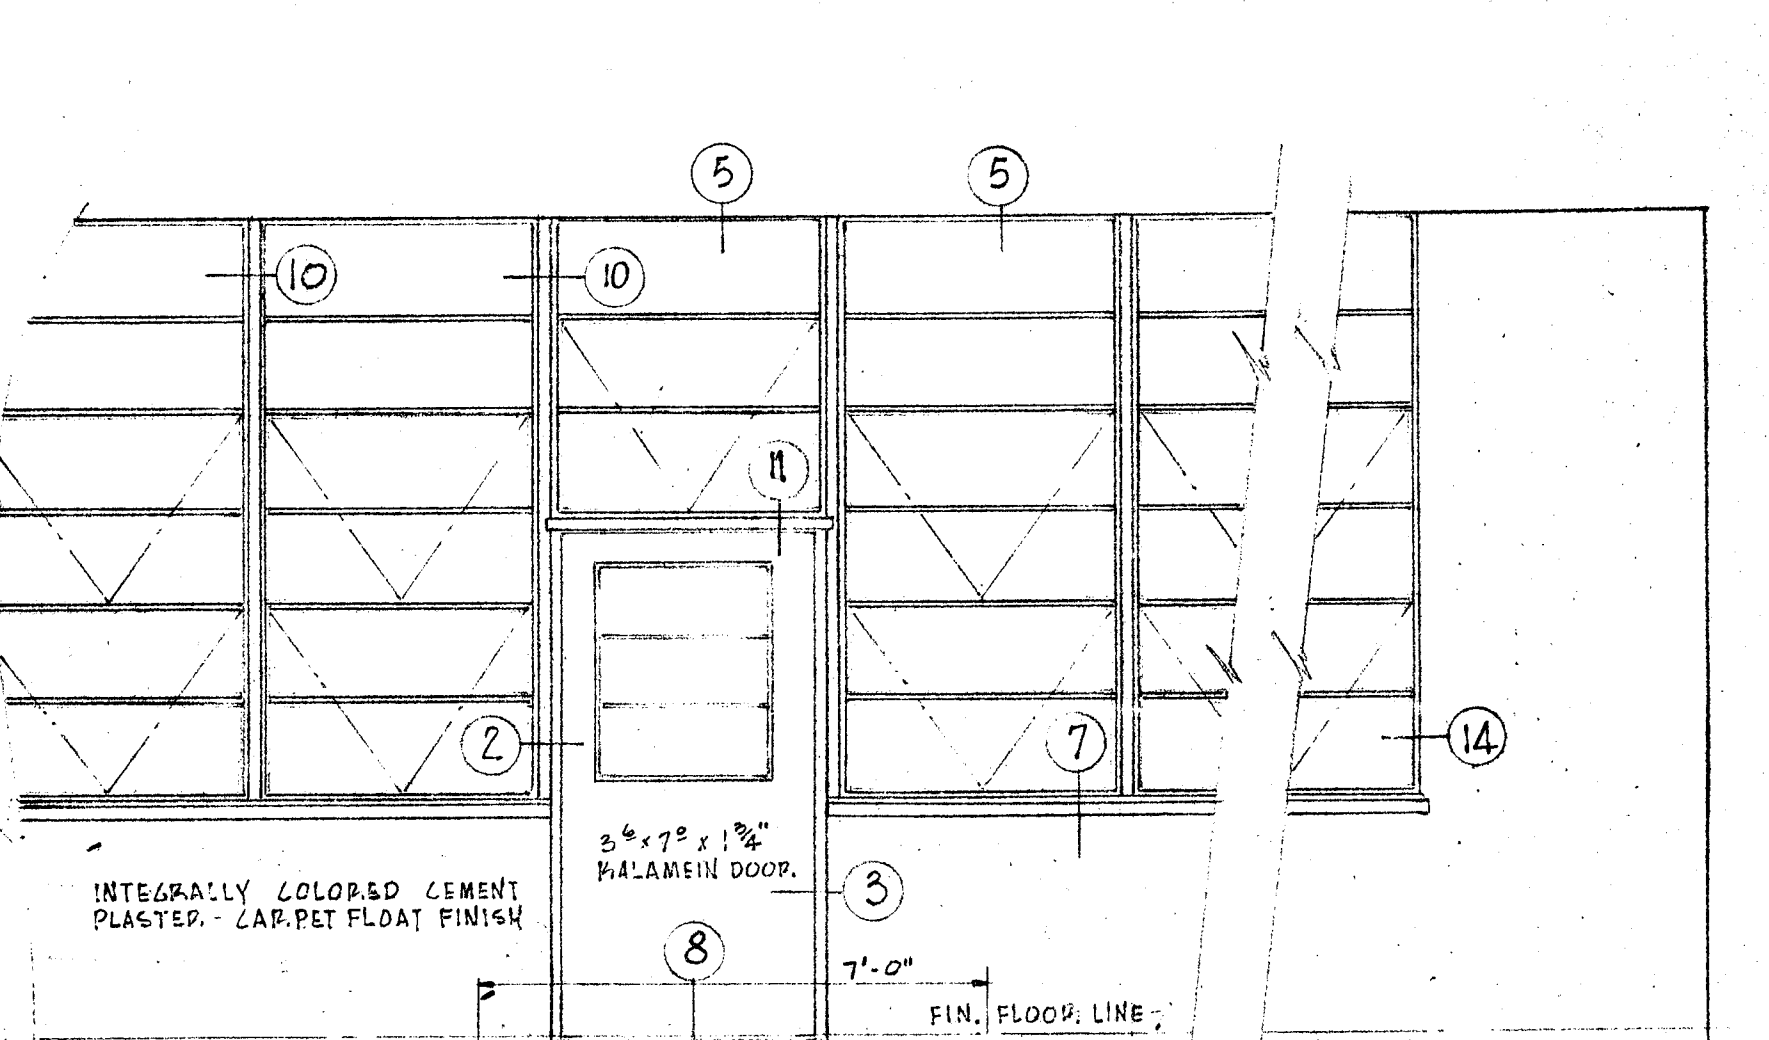 5
5
10
10
11
2
7
14
3⁶ x 7⁰ x 1¾"
KALAMEIN DOOR.
3
INTEGRALLY COLORED CEMENT
PLASTER. - CARPET FLOAT FINISH
8
7'-0"
FIN. FLOOR LINE